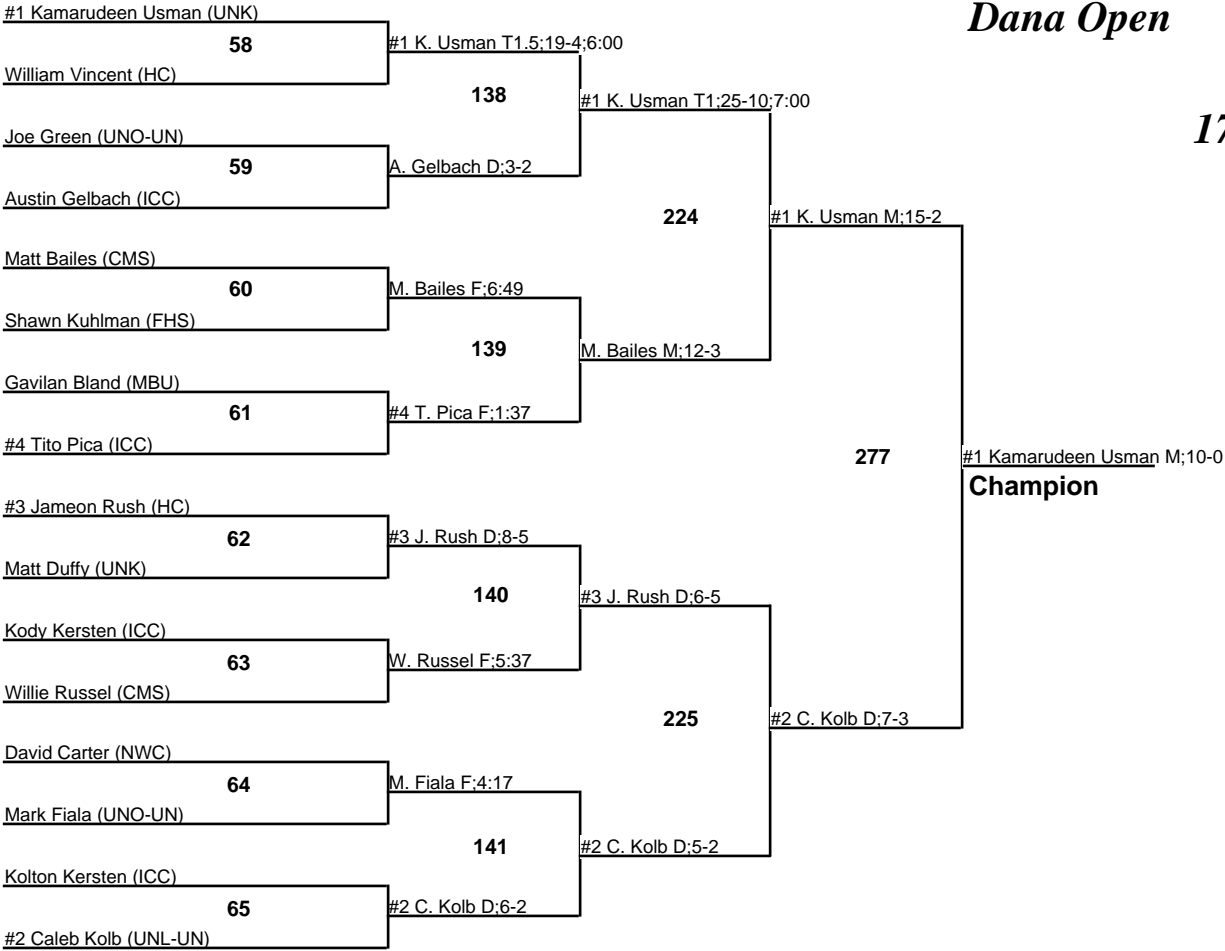 Dana Open
17
#1 Kamarudeen Usman (UNK)
58
William Vincent (HC)
Joe Green (UNO-UN)
59
Austin Gelbach (ICC)
Matt Bailes (CMS)
60
Shawn Kuhlman (FHS)
Gavilan Bland (MBU)
61
#4 Tito Pica (ICC)
#3 Jameon Rush (HC)
62
Matt Duffy (UNK)
Kody Kersten (ICC)
63
Willie Russel (CMS)
David Carter (NWC)
64
Mark Fiala (UNO-UN)
Kolton Kersten (ICC)
65
#2 Caleb Kolb (UNL-UN)
#1 K. Usman T1.5;19-4;6:00
138
A. Gelbach D;3-2
M. Bailes F;6:49
139
#4 T. Pica F;1:37
#3 J. Rush D;8-5
140
W. Russel F;5:37
M. Fiala F;4:17
141
#2 C. Kolb D;6-2
#1 K. Usman T1;25-10;7:00
224
M. Bailes M;12-3
#3 J. Rush D;6-5
225
#2 C. Kolb D;5-2
#1 K. Usman M;15-2
277
#2 C. Kolb D;7-3
#1 Kamarudeen Usman M;10-0
Champion